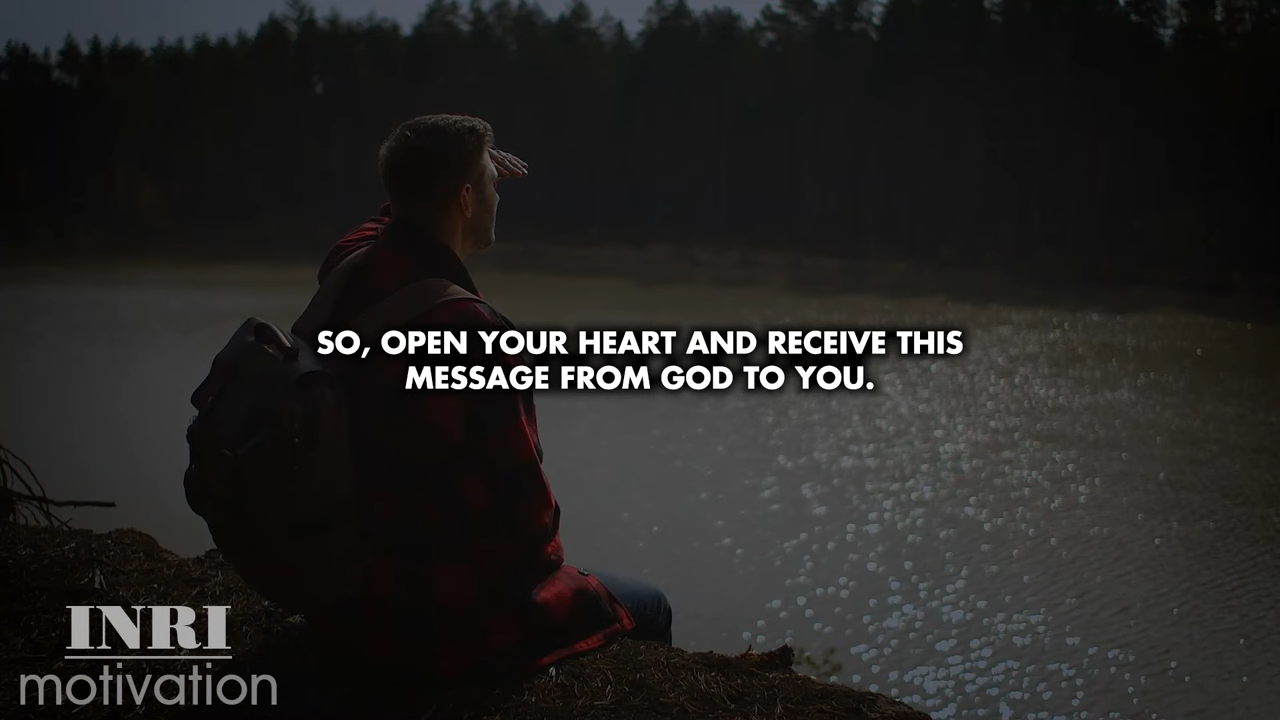 SO, OPEN YOUR HEART AND RECEIVE THIS
MESSAGE FROM GOD TO YOU.
INRI
motivation